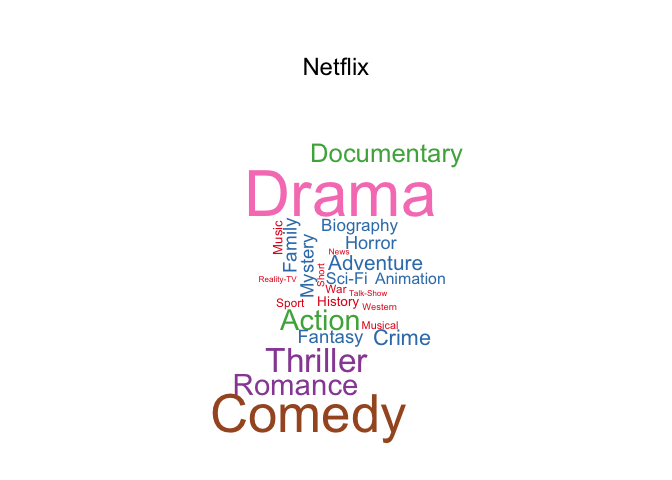 Netflix
Documentary
Drama
Music
Family
Mystery
Biography
Horror
News
Adventure
Short
Reality-TV
Sci-Fi
Animation
War
Talk-Show
Sport
History
Western
Action
Musical
Fantasy
Crime
Thriller
Romance
Comedy